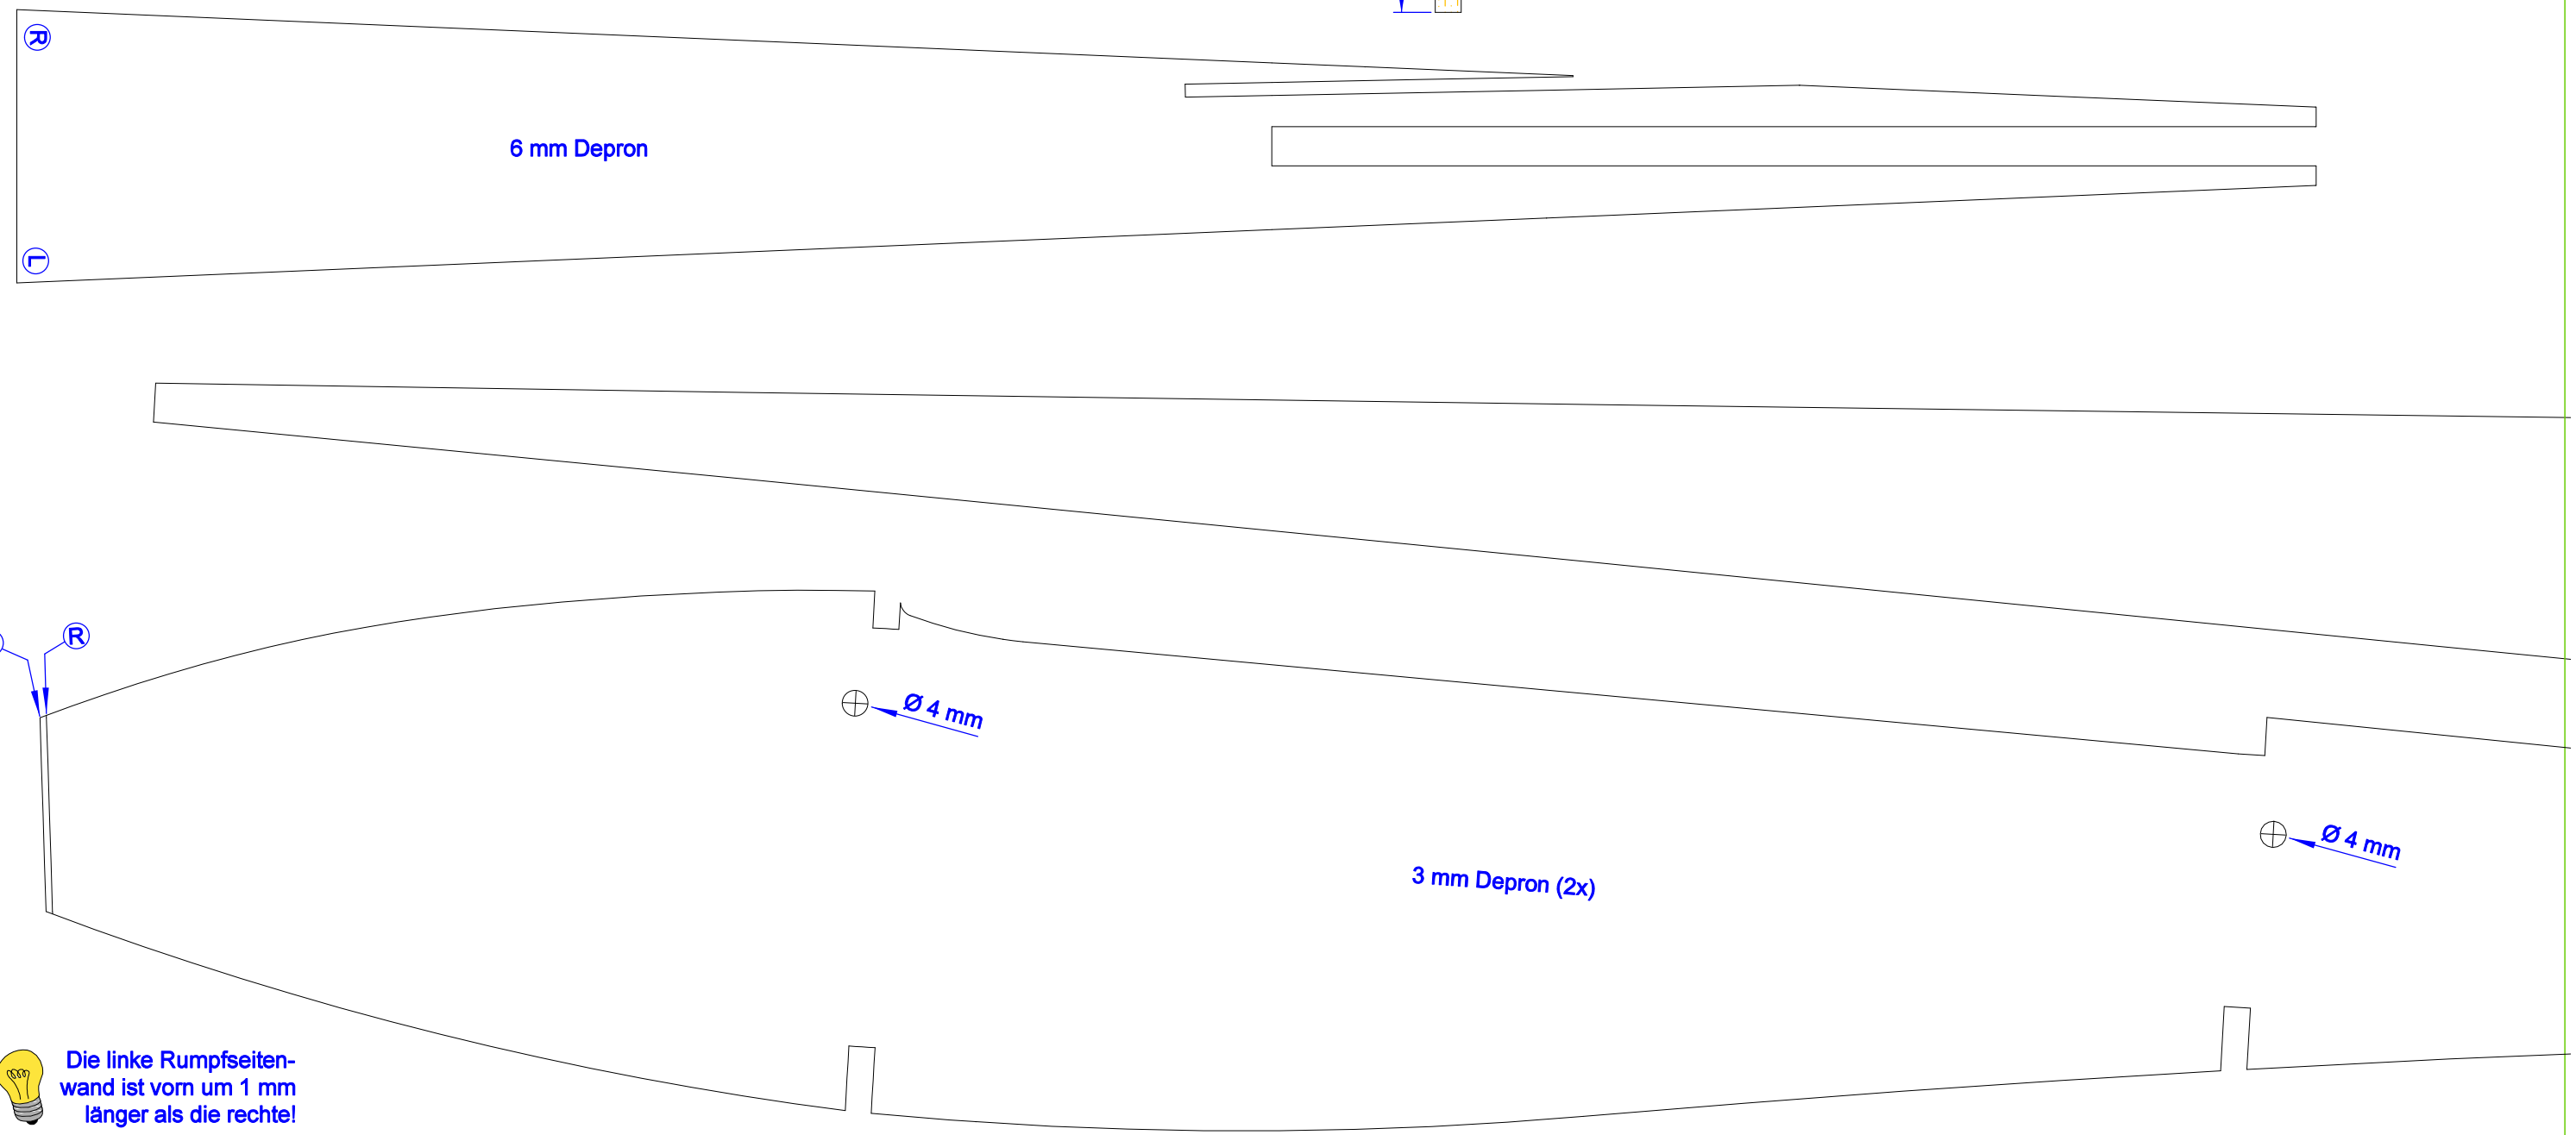 R
6 mm Depron
L
R
Ø 4 mm
Ø 4 mm
3 mm Depron (2x)
Die linke Rumpfseiten-
wand ist vorn um 1 mm
länger als die rechte!